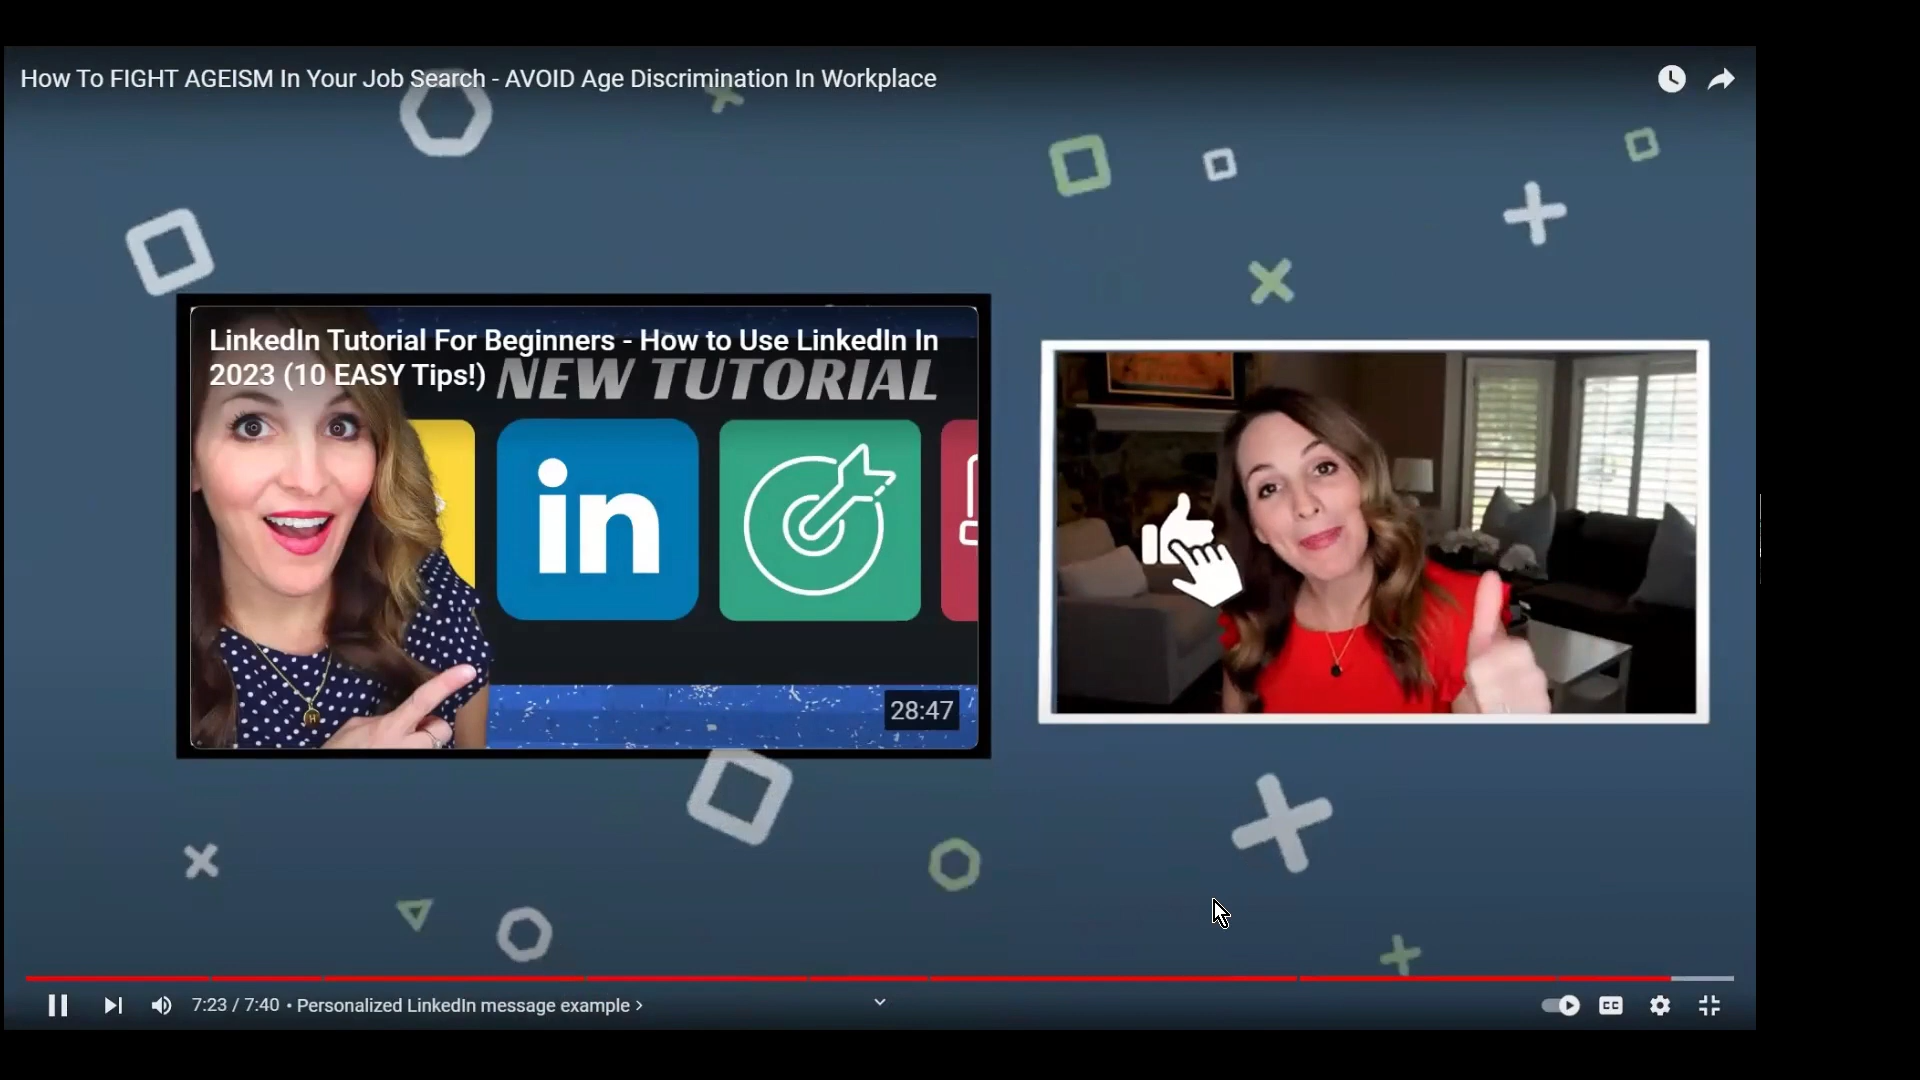 How To FIGHT AGEISM In Your Job Search - AVOID Age Discrimination In Workplace
LinkedIn Tutorial For Beginners - How to Use LinkedIn In
2023 (10 EASY Tips!)
NEW TUTORIAL
in
H
28:47
7:23 / 7:40 • Personalized LinkedIn message example ›
CC